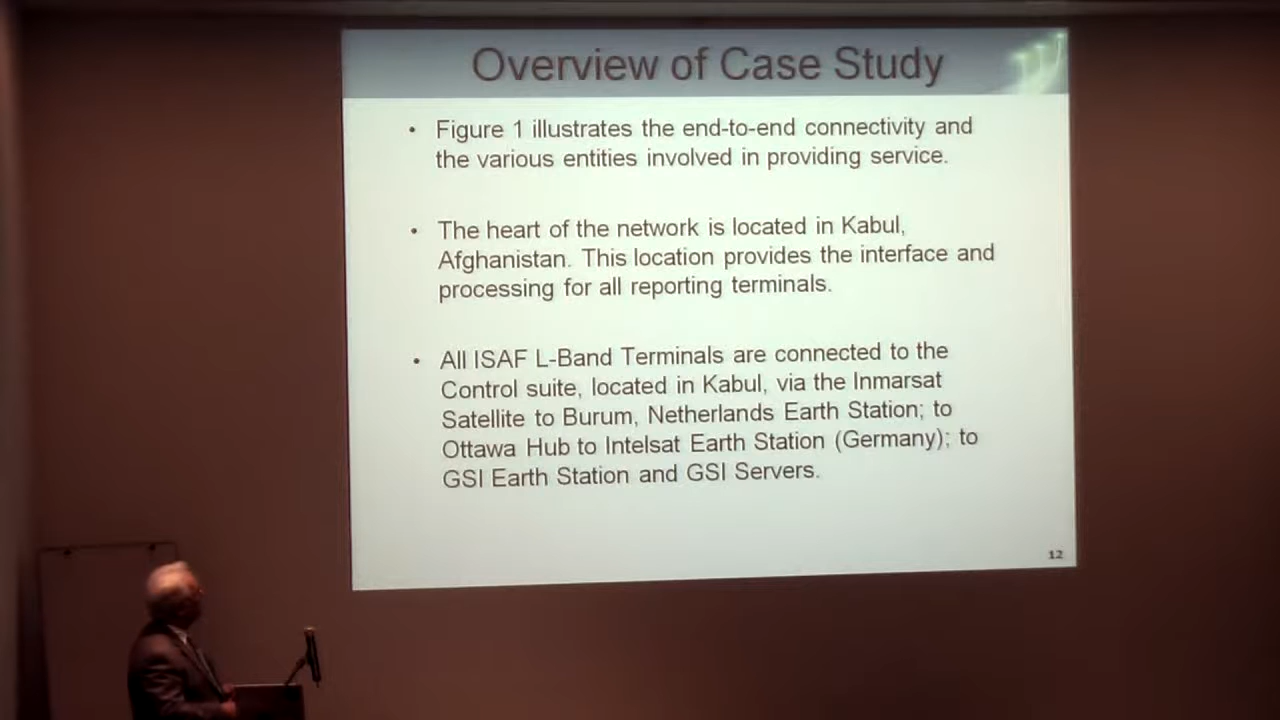 Overview of Case Study
• Figure 1 illustrates the end-to-end connectivity and
the various entities involved in providing service.
• The heart of the network is located in Kabul,
Afghanistan. This location provides the interface and
processing for all reporting terminals.
• All ISAF L-Band Terminals are connected to the
Control suite, located in Kabul, via the Inmarsat
Satellite to Burum, Netherlands Earth Station; to
Ottawa Hub to Intelsat Earth Station (Germany); to
GSI Earth Station and GSI Servers.
12